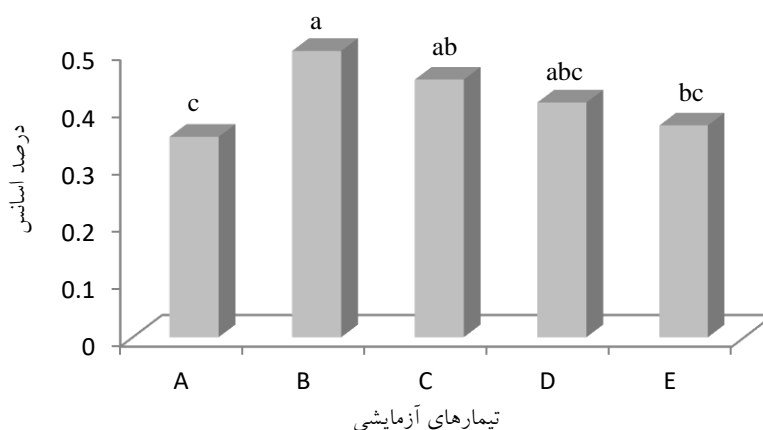 a
ab
abc
bc
c
0.5
0.4
0.3
0.2
0.1
0
درصد اسانس
A B C D E
تیمارهای آزمایشی